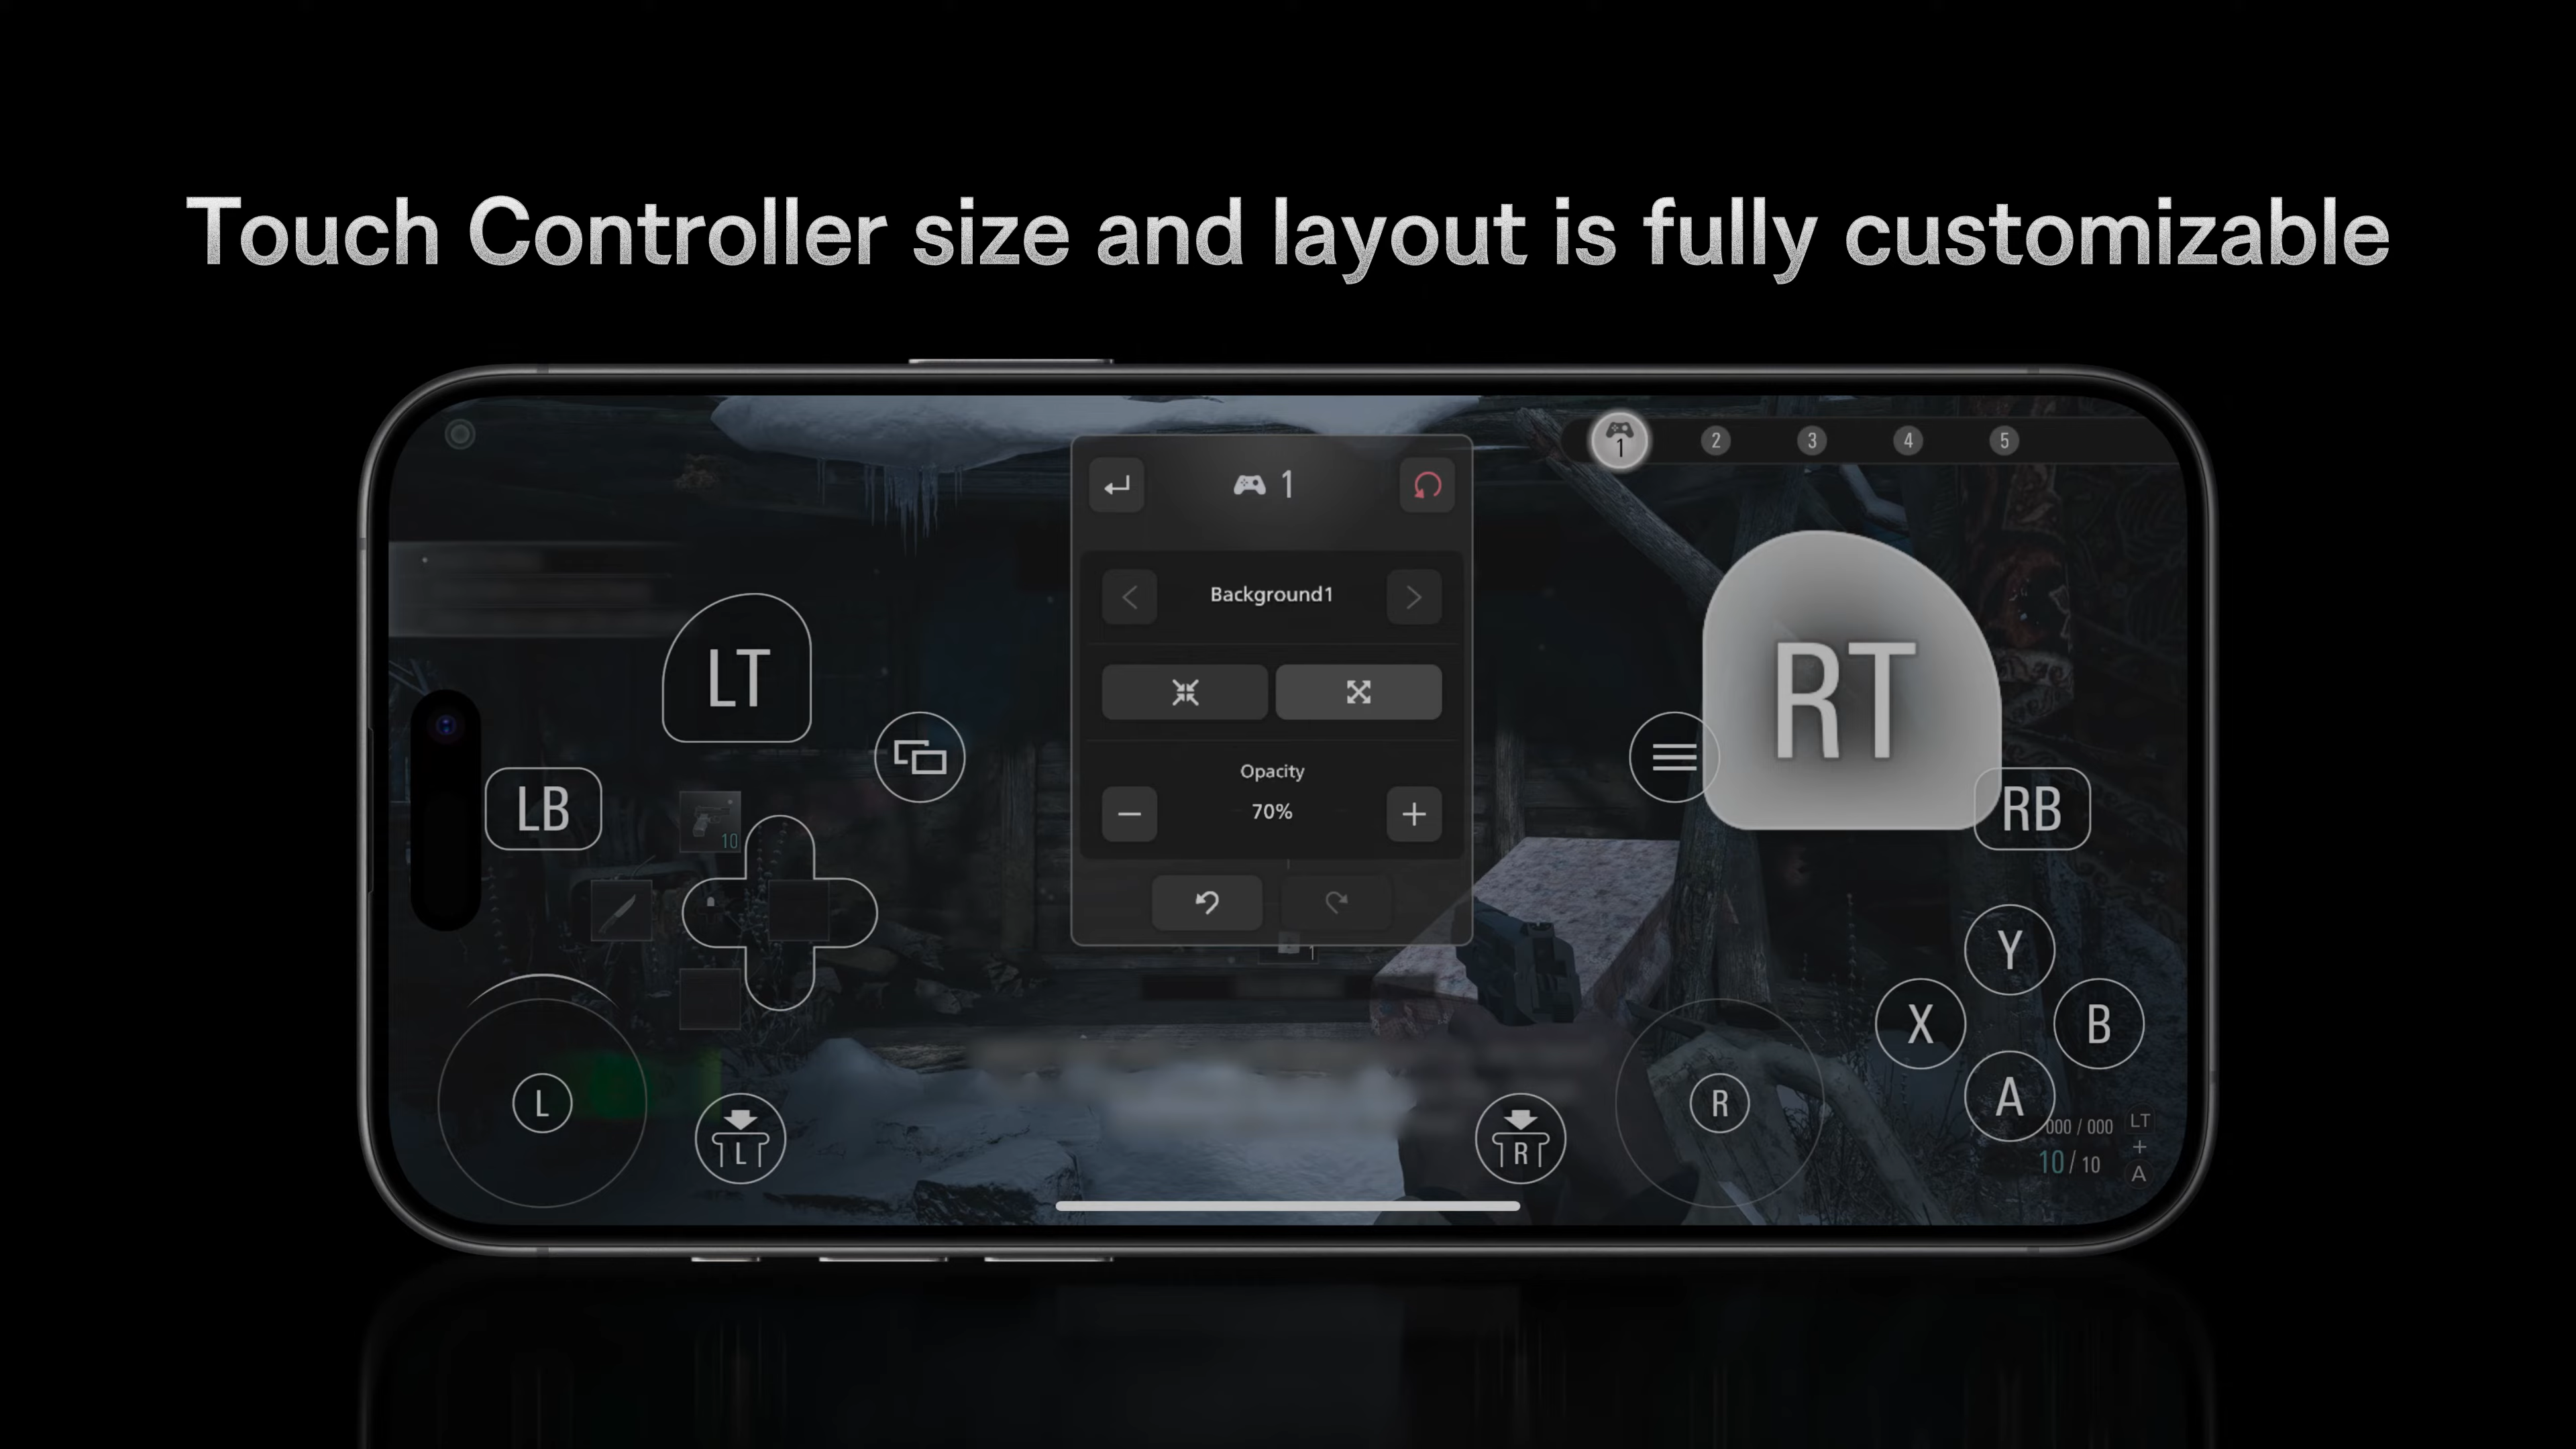 Touch Controller size and layout is fully customizable
1 2 3 4 5
1
Background1
LT
RT
Opacity
70%
LB
RB
10
1
Y
X
B
A
L
R
L
R
000 / 000
LT
+
10 / 10
A